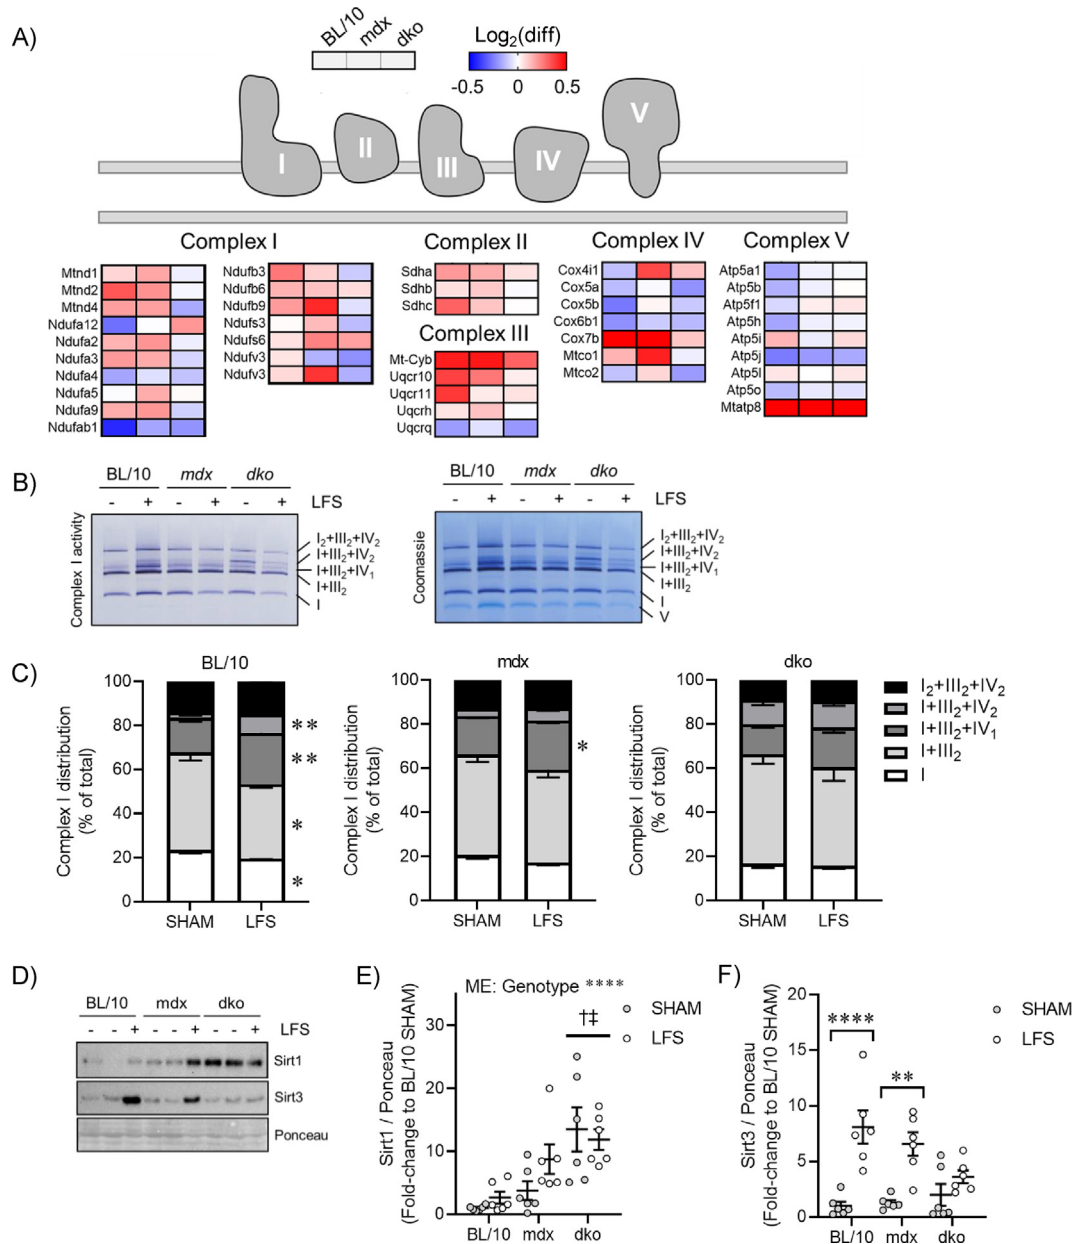 A)
BL/10 mdx dko
Log2(diff)
-0.5 0 0.5
I II III IV V
Complex I
Mtnd1
Mtnd2
Mtnd4
Ndufa12
Ndufa2
Ndufa3
Ndufa4
Ndufa5
Ndufa9
Ndufab1
Ndufb3
Ndufb6
Ndufb9
Ndufs3
Ndufs6
Ndufv3
Ndufv3
Complex II
Sdha
Sdhb
Sdhc
Complex III
Mt-Cyb
Uqcr10
Uqcr11
Uqcrh
Uqcrq
Complex IV
Cox4i1
Cox5a
Cox5b
Cox6b1
Cox7b
Mtco1
Mtco2
Complex V
Atp5a1
Atp5b
Atp5f1
Atp5h
Atp5i
Atp5j
Atp5l
Atp5o
Mtatp8
B)
BL/10 mdx dko
- + - + - + LFS
Complex I activity
I2+III2+IV2
I+III2+IV2
I+III2+IV1
I+III2
I
BL/10 mdx dko
- + - + - + LFS
Coomassie
I2+III2+IV2
I+III2+IV2
I+III2+IV1
I+III2
I
V
C)
BL/10
Complex I distribution
(% of total)
100
80
60
40
20
0
**
**
*
*
SHAM LFS
mdx
Complex I distribution
(% of total)
100
80
60
40
20
0
*
SHAM LFS
dko
Complex I distribution
(% of total)
100
80
60
40
20
0
SHAM LFS
I2+III2+IV2
I+III2+IV2
I+III2+IV1
I+III2
I
D)
BL/10 mdx dko
- - + - - + - - + LFS
Sirt1
Sirt3
Ponceau
E)
ME: Genotype ****
SHAM
LFS
†‡
Sirt1 / Ponceau
(Fold-change to BL/10 SHAM)
30
20
10
0
BL/10 mdx dko
F)
SHAM
LFS
****
**
Sirt3 / Ponceau
(Fold-change to BL/10 SHAM)
20
15
10
5
0
BL/10 mdx dko